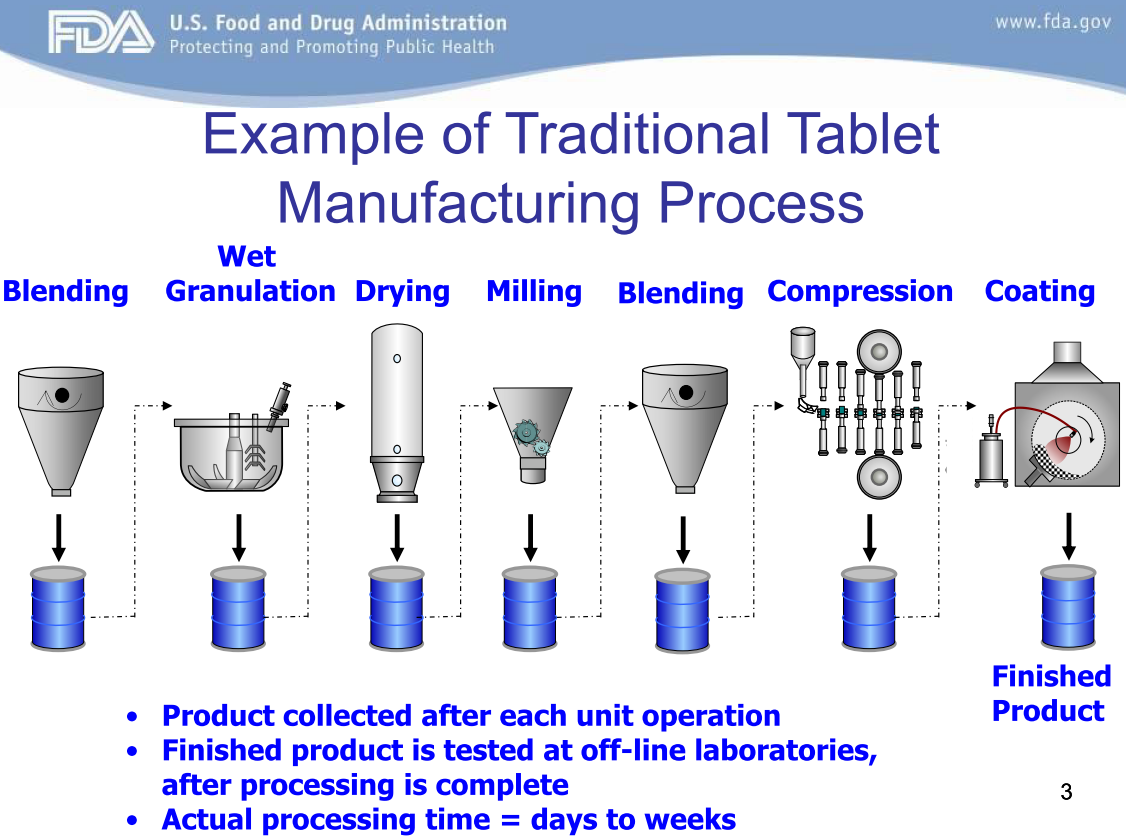 FDA
U.S. Food and Drug Administration
Protecting and Promoting Public Health
www.fda.gov
Example of Traditional Tablet
Manufacturing Process
Blending
Wet
Granulation
Drying
Milling
Blending
Compression
Coating
Finished
Product
• Product collected after each unit operation
• Finished product is tested at off-line laboratories,
after processing is complete
• Actual processing time = days to weeks
3